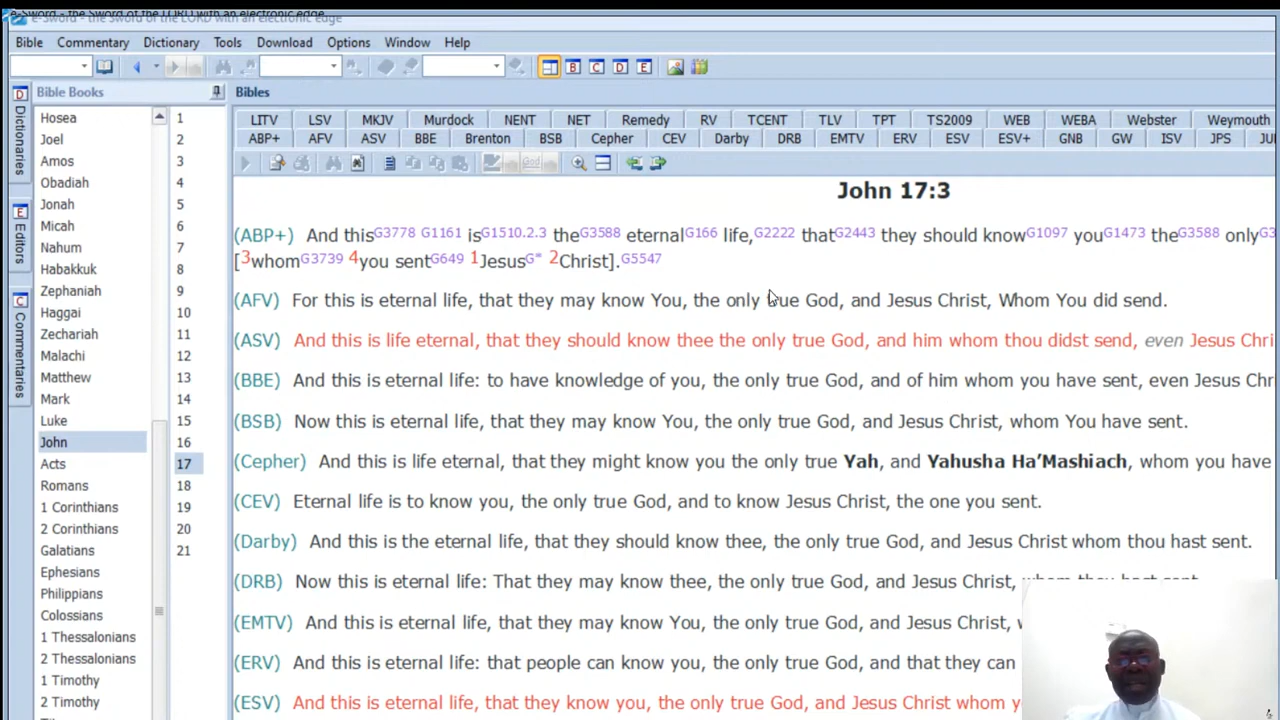 e-Sword - the Sword of the LORD with an electronic edge
Bible Commentary Dictionary Tools Download Options Window Help
B C D E
D Dictionaries
E Editors
C Commentaries
Bible Books
Hosea 1
Joel 2
Amos 3
Obadiah 4
Jonah 5
Micah 6
Nahum 7
Habakkuk 8
Zephaniah 9
Haggai 10
Zechariah 11
Malachi 12
Matthew 13
Mark 14
Luke 15
John 16
Acts 17
Romans 18
1 Corinthians 19
2 Corinthians 20
Galatians 21
Ephesians
Philippians
Colossians
1 Thessalonians
2 Thessalonians
1 Timothy
2 Timothy
Bibles
LITV LSV MKJV Murdock NENT NET Remedy RV TCENT TLV TPT TS2009 WEB WEBA Webster Weymouth
ABP+ AFV ASV BBE Brenton BSB Cepher CEV Darby DRB EMTV ERV ESV ESV+ GNB GW ISV JPS
God
John 17:3
(ABP+) And thisG3778 G1161 isG1510.2.3 theG3588 eternalG166 life,G2222 thatG2443 they should knowG1097 youG1473 theG3588 only
[3whomG3739 4you sentG649 1JesusG* 2Christ].G5547
(AFV) For this is eternal life, that they may know You, the only true God, and Jesus Christ, Whom You did send.
(ASV) And this is life eternal, that they should know thee the only true God, and him whom thou didst send, even Jesus Chri
(BBE) And this is eternal life: to have knowledge of you, the only true God, and of him whom you have sent, even Jesus Chr
(BSB) Now this is eternal life, that they may know You, the only true God, and Jesus Christ, whom You have sent.
(Cepher) And this is life eternal, that they might know you the only true Yah, and Yahusha Ha’Mashiach, whom you have
(CEV) Eternal life is to know you, the only true God, and to know Jesus Christ, the one you sent.
(Darby) And this is the eternal life, that they should know thee, the only true God, and Jesus Christ whom thou hast sent.
(DRB) Now this is eternal life: That they may know thee, the only true God, and Jesus Christ,
(EMTV) And this is eternal life, that they may know You, the only true God, and Jesus Christ,
(ERV) And this is eternal life: that people can know you, the only true God, and that they can
(ESV) And this is eternal life, that they know you, the only true God, and Jesus Christ whom